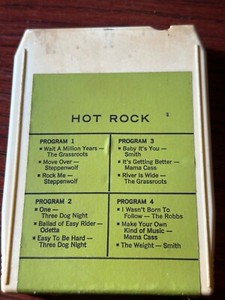 HOT ROCK
PROGRAM 1
• Wait A Million Years —
The Grassroots
• Move Over —
Steppenwolf
• Rock Me —
Steppenwolf
PROGRAM 2
• One —
Three Dog Night
• Ballad of Easy Rider —
Odetta
• Easy To Be Hard —
Three Dog Night
PROGRAM 3
• Baby It's You —
Smith
• It's Getting Better —
Mama Cass
• River is Wide —
The Grassroots
PROGRAM 4
• I Wasn't Born To
Follow — The Robbs
• Make Your Own
Kind of Music —
Mama Cass
• The Weight — Smith